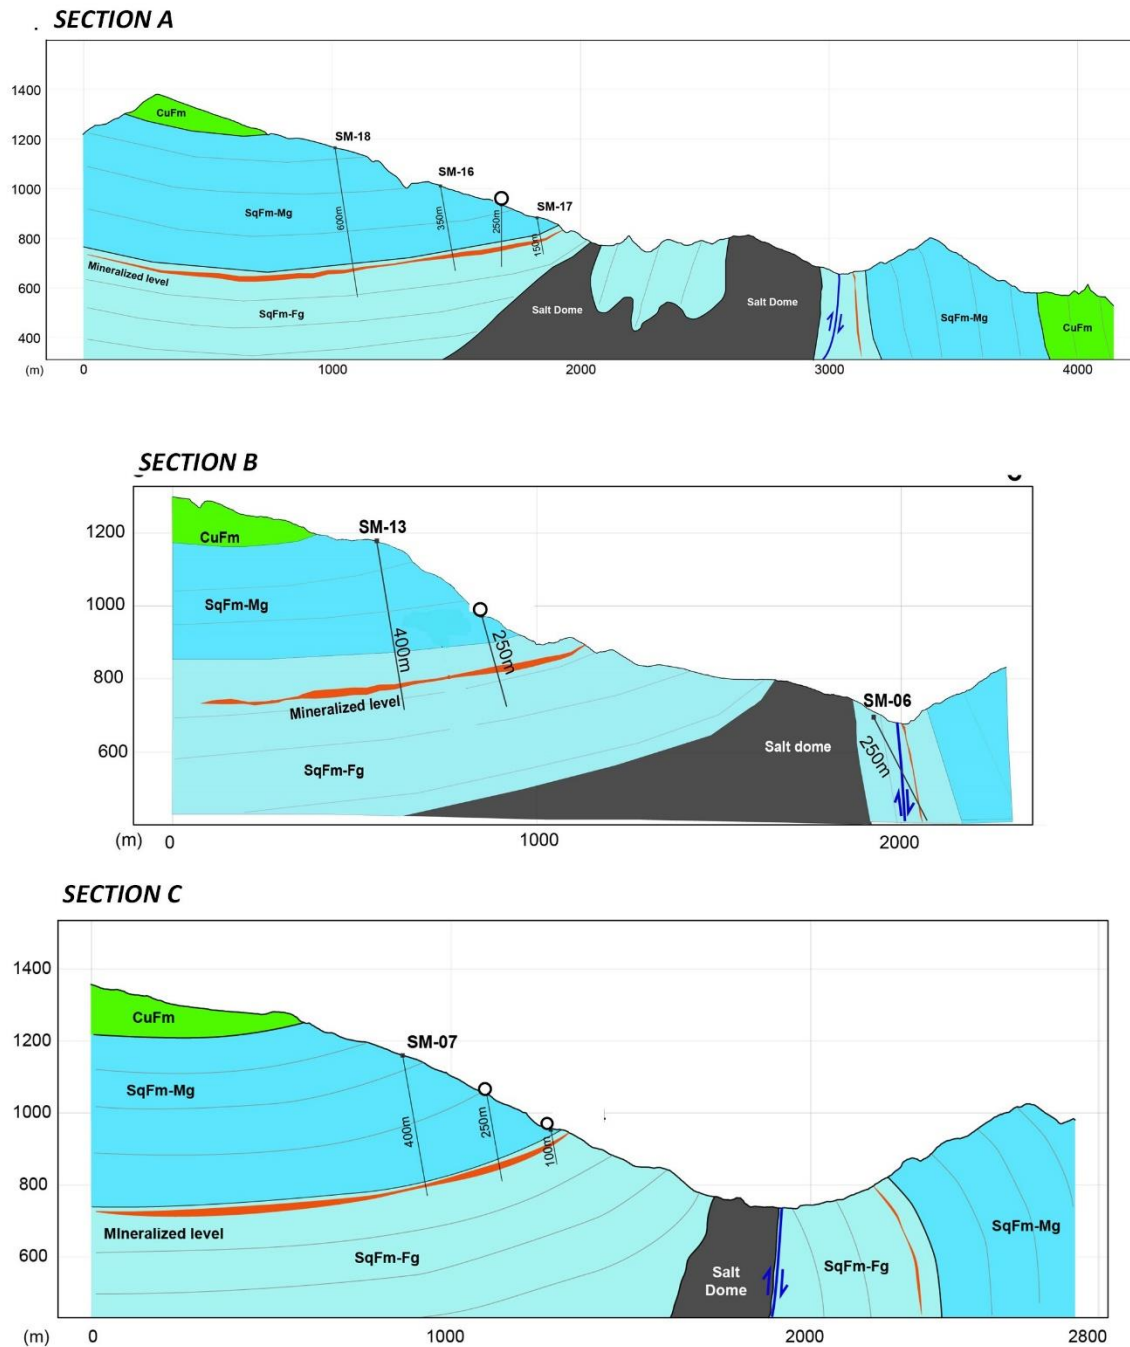 SECTION A
1400
1200
1000
800
600
400
(m)
0
1000
2000
3000
4000
CuFm
SM-18
SM-16
SM-17
SqFm-Mg
600m
350m
250m
150m
Mineralized level
SqFm-Fg
Salt Dome
Salt Dome
SqFm-Mg
CuFm
SECTION B
1200
1000
800
600
(m)
0
1000
2000
CuFm
SM-13
SqFm-Mg
400m
250m
Mineralized level
SqFm-Fg
Salt dome
SM-06
250m
SECTION C
1400
1200
1000
800
600
(m)
0
1000
2000
2800
CuFm
SM-07
SqFm-Mg
400m
250m
100m
MIneralized level
SqFm-Fg
Salt
Dome
SqFm-Fg
SqFm-Mg